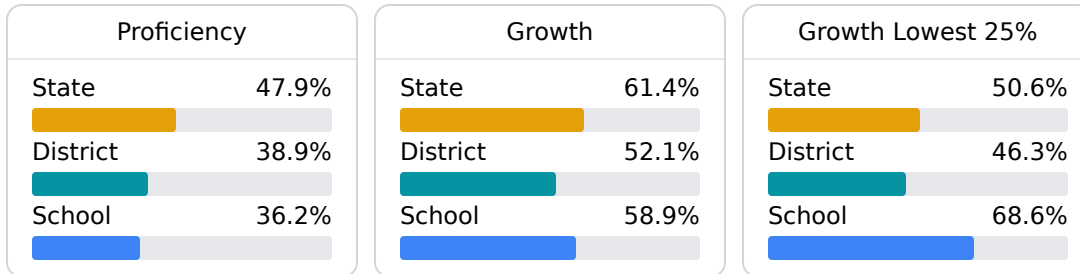 Proficiency
State 47.9%
District 38.9%
School 36.2%
Growth
State 61.4%
District 52.1%
School 58.9%
Growth Lowest 25%
State 50.6%
District 46.3%
School 68.6%